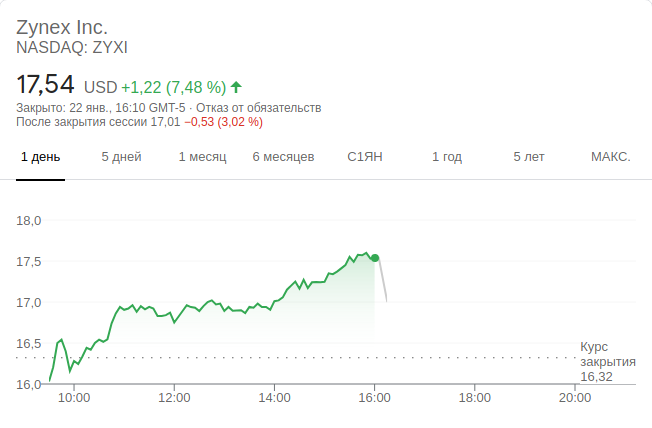 Zynex Inc.
NASDAQ: ZYXI
17,54 USD +1,22 (7,48 %)
Закрыто: 22 янв., 16:10 GMT-5 · Отказ от обязательств
После закрытия сессии 17,01 −0,53 (3,02 %)
1 день 5 дней 1 месяц 6 месяцев С1ЯН 1 год 5 лет МАКС.
18,0
17,5
17,0
16,5
16,0
Курс
закрытия
16,32
10:00 12:00 14:00 16:00 18:00 20:00